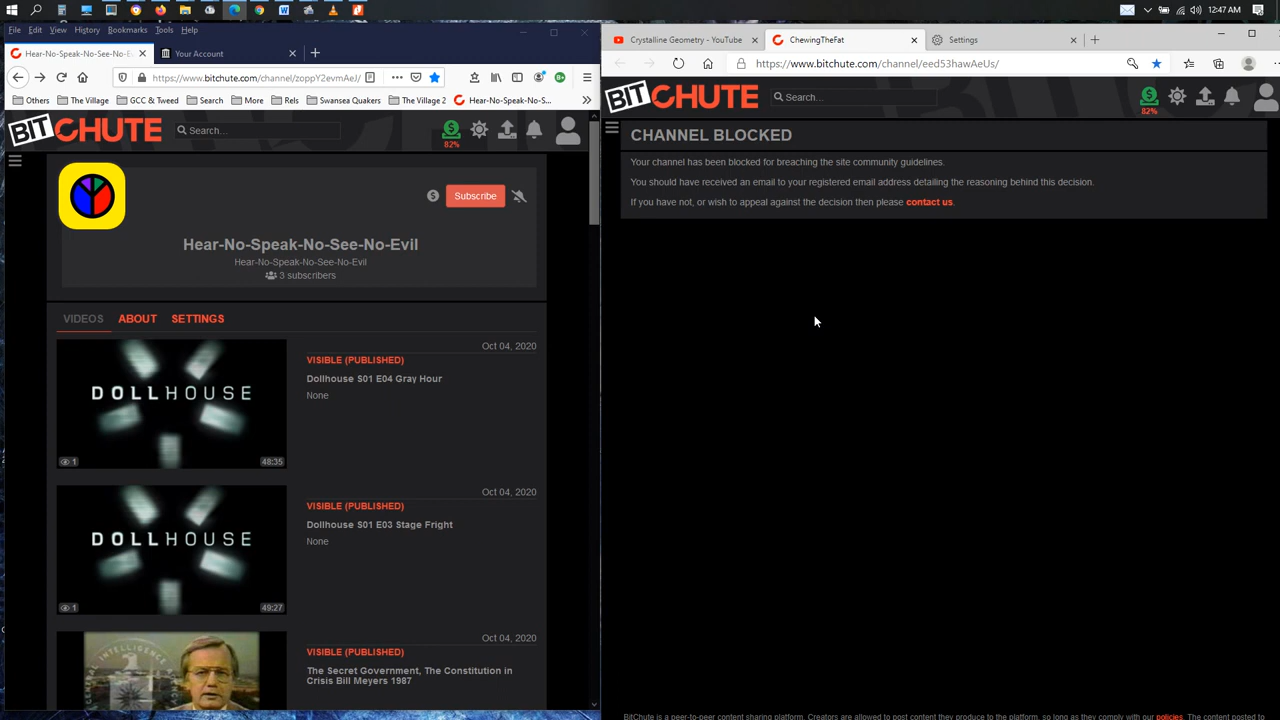 12:47 AM
File Edit View History Bookmarks Tools Help
Hear-No-Speak-No-See-No-E
Your Account
https://www.bitchute.com/channel/zoppY2evmAeJ/
Others The Village GCC & Tweed Search More Rels Swansea Quakers The Village 2 Hear-No-Speak-No-S...
BITCHUTE
Search...
82%
Subscribe
Hear-No-Speak-No-See-No-Evil
Hear-No-Speak-No-See-No-Evil
3 subscribers
VIDEOS ABOUT SETTINGS
Oct 04, 2020
VISIBLE (PUBLISHED)
Dollhouse S01 E04 Gray Hour
None
DOLLHOUSE
1 48:35
Oct 04, 2020
VISIBLE (PUBLISHED)
Dollhouse S01 E03 Stage Fright
None
DOLLHOUSE
1 49:27
Oct 04, 2020
VISIBLE (PUBLISHED)
The Secret Government, The Constitution in
Crisis Bill Meyers 1987
Crystalline Geometry - YouTube
ChewingTheFat
Settings
https://www.bitchute.com/channel/eed53hawAeUs/
BITCHUTE
Search...
82%
CHANNEL BLOCKED
Your channel has been blocked for breaching the site community guidelines.
You should have received an email to your registered email address detailing the reasoning behind this decision.
If you have not, or wish to appeal against the decision then please contact us.
BitChute is a peer-to-peer content sharing platform. Creators are allowed to post content they produce to the platform, so long as they comply with our policies. The content posted to